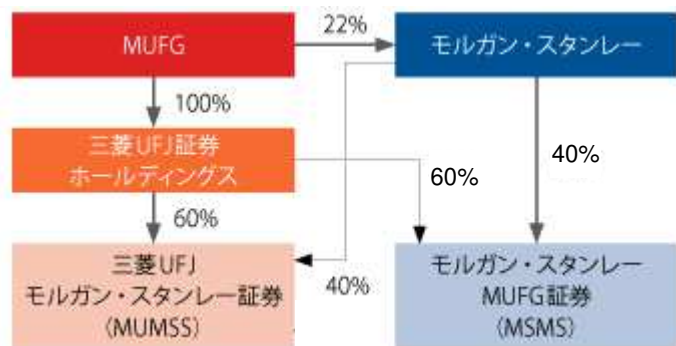 MUFG
22%
モルガン・スタンレー
100%
三菱UFJ証券
ホールディングス
60%
40%
60%
三菱UFJ
モルガン・スタンレー証券
(MUMSS)
40%
モルガン・スタンレー
MUFG証券
(MSMS)